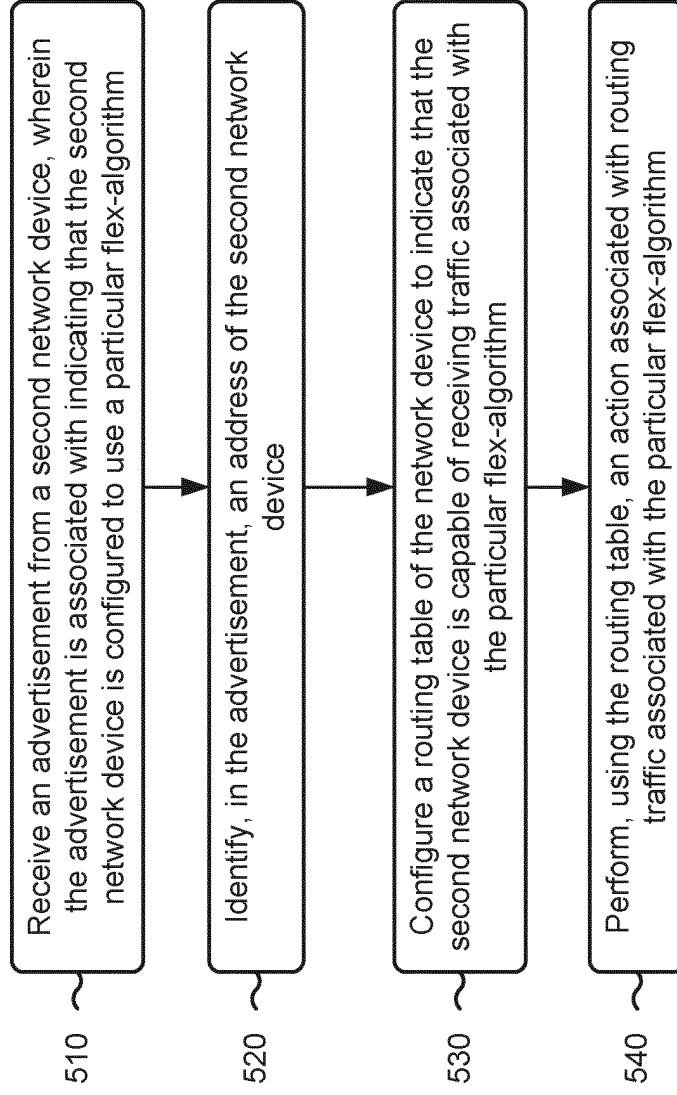 510
Receive an advertisement from a second network device, wherein
the advertisement is associated with indicating that the second
network device is configured to use a particular flex-algorithm
520
Identify, in the advertisement, an address of the second network
device
530
Configure a routing table of the network device to indicate that the
second network device is capable of receiving traffic associated with
the particular flex-algorithm
540
Perform, using the routing table, an action associated with routing
traffic associated with the particular flex-algorithm